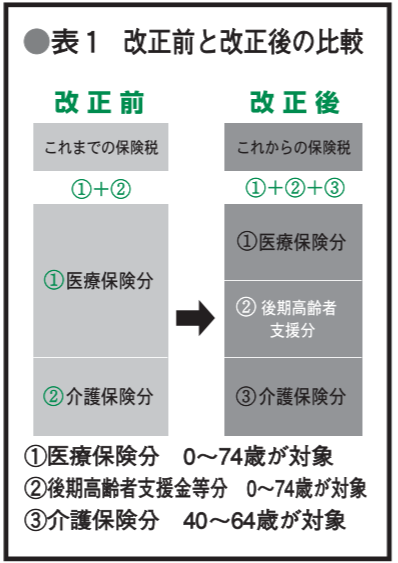 ●表1 改正前と改正後の比較
改正前
改正後
これまでの保険税
これからの保険税
①+②
①+②+③
①医療保険分
②介護保険分
①医療保険分
②後期高齢者
支援分
③介護保険分
①医療保険分 0〜74歳が対象
②後期高齢者支援金等分 0〜74歳が対象
③介護保険分 40〜64歳が対象